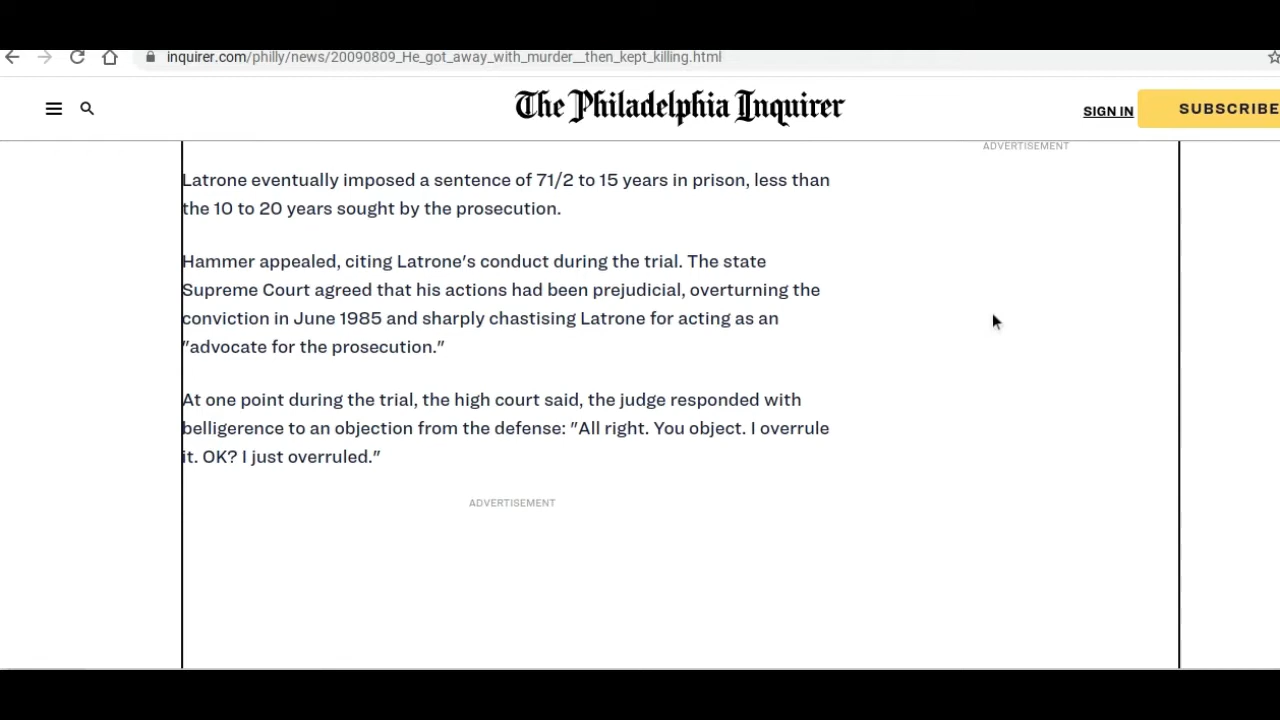 inquirer.com/philly/news/20090809_He_got_away_with_murder__then_kept_killing.html
The Philadelphia Inquirer
SIGN IN
SUBSCRIBE
ADVERTISEMENT
Latrone eventually imposed a sentence of 71/2 to 15 years in prison, less than
the 10 to 20 years sought by the prosecution.
Hammer appealed, citing Latrone's conduct during the trial. The state
Supreme Court agreed that his actions had been prejudicial, overturning the
conviction in June 1985 and sharply chastising Latrone for acting as an
"advocate for the prosecution."
At one point during the trial, the high court said, the judge responded with
belligerence to an objection from the defense: "All right. You object. I overrule
it. OK? I just overruled."
ADVERTISEMENT